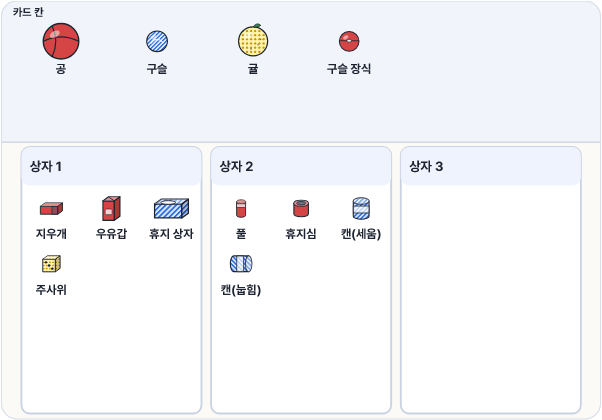 카드 칸
공
구슬
귤
구슬 장식
상자 1
상자 2
상자 3
지우개
우유갑
휴지 상자
풀
휴지심
캔(세움)
주사위
캔(눕힘)